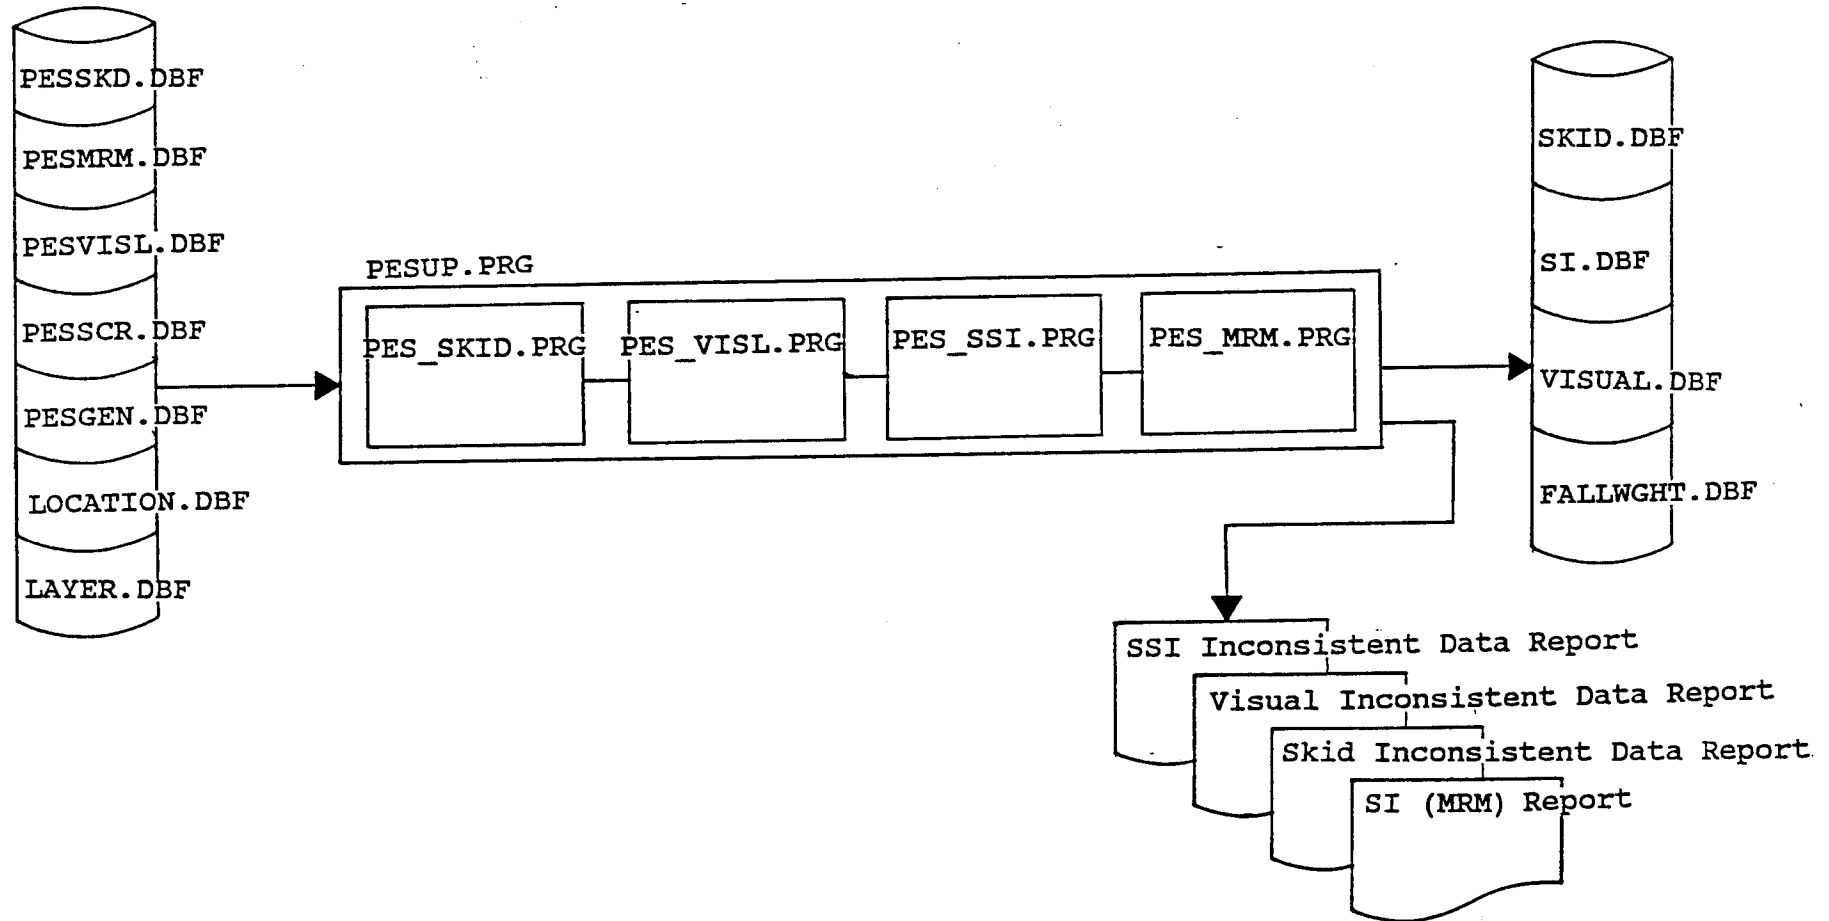 PESSKD.DBF
PESMRM.DBF
PESVISL.DBF
PESSCR.DBF
PESGEN.DBF
LOCATION.DBF
LAYER.DBF
PESUP.PRG
PES_SKID.PRG
PES_VISL.PRG
PES_SSI.PRG
PES_MRM.PRG
SKID.DBF
SI.DBF
VISUAL.DBF
FALLWGHT.DBF
SSI Inconsistent Data Report
Visual Inconsistent Data Report
Skid Inconsistent Data Report
SI (MRM) Report